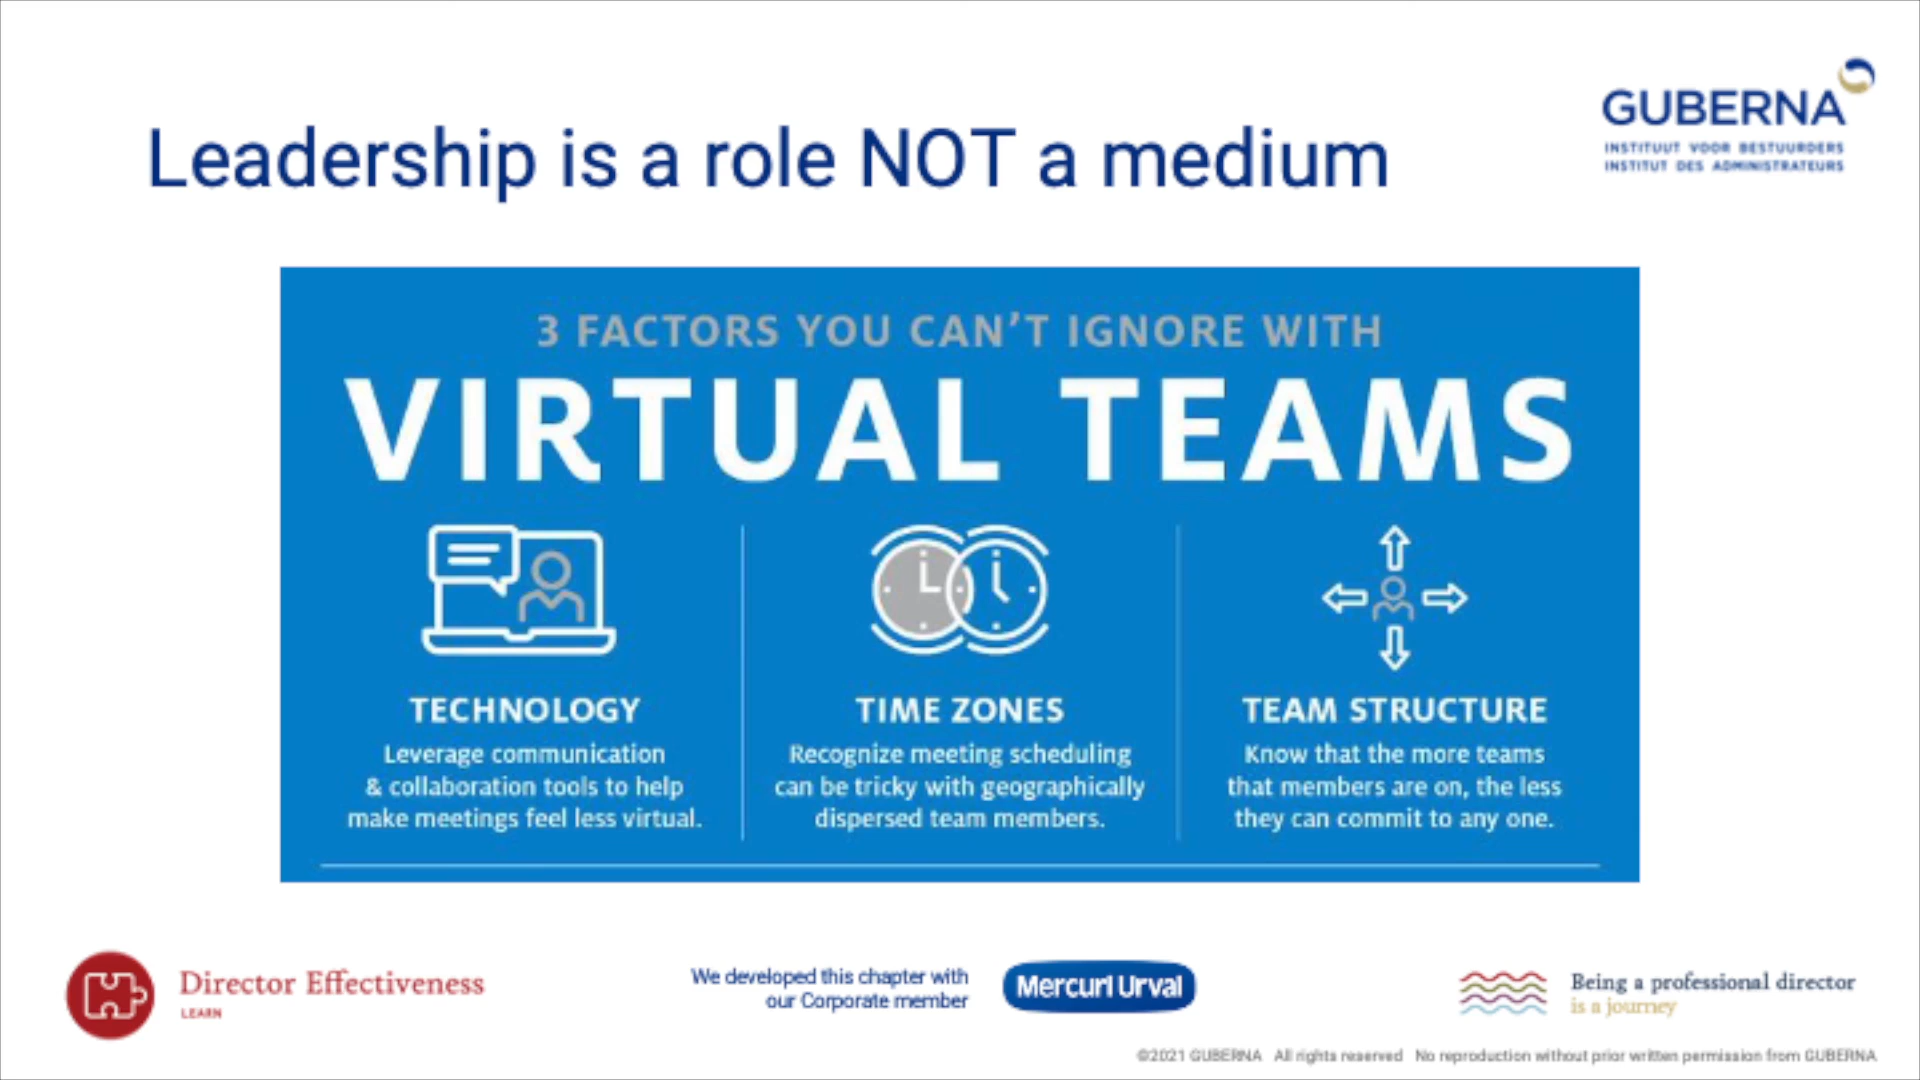 GUBERNA
INSTITUUT VOOR BESTUURDERS
INSTITUT DES ADMINISTRATEURS
Leadership is a role NOT a medium
3 FACTORS YOU CAN'T IGNORE WITH
VIRTUAL TEAMS
TECHNOLOGY
Leverage communication
& collaboration tools to help
make meetings feel less virtual.
TIME ZONES
Recognize meeting scheduling
can be tricky with geographically
dispersed team members.
TEAM STRUCTURE
Know that the more teams
that members are on, the less
they can commit to any one.
Director Effectiveness
LEARN
We developed this chapter with
our Corporate member
Mercuri Urval
Being a professional director
is a journey
©2021 GUBERNA All rights reserved No reproduction without prior written permission from GUBERNA